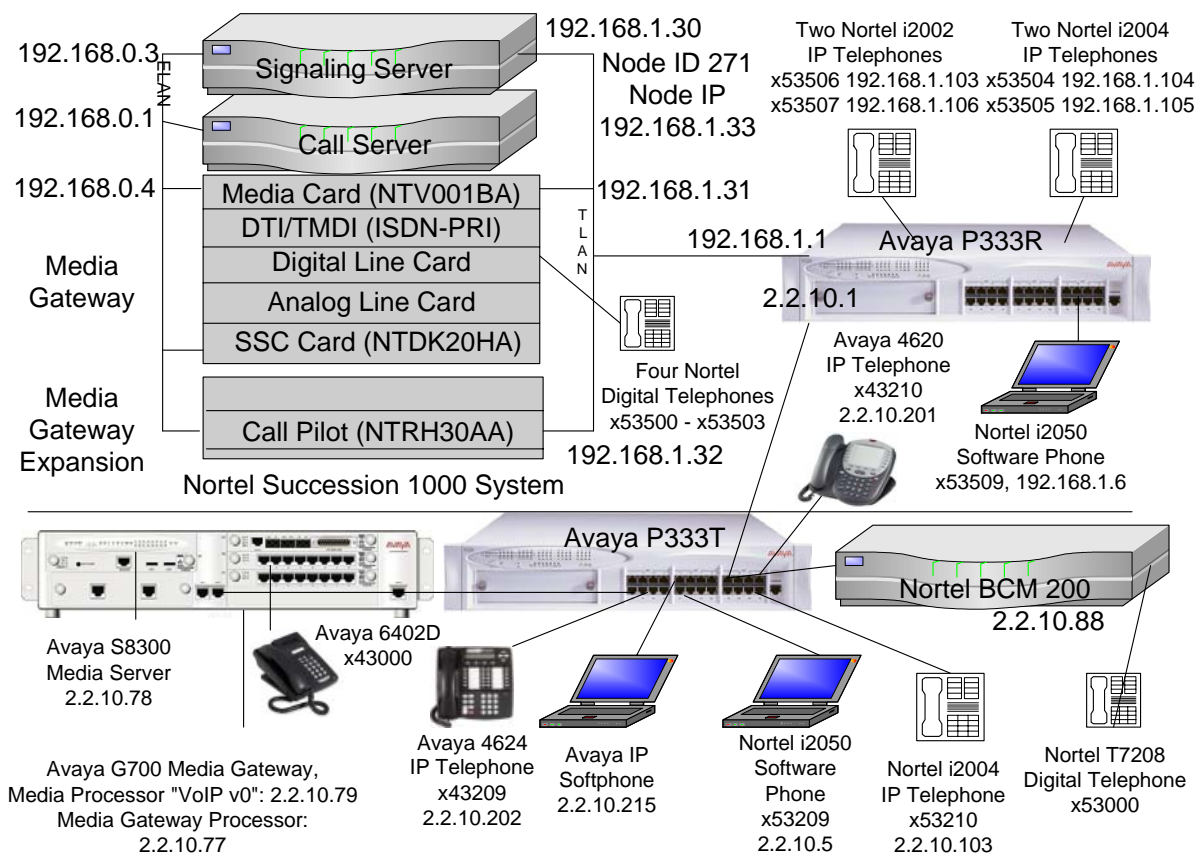 192.168.0.3
ELAN
Signaling Server
192.168.1.30
Node ID 271
Node IP
192.168.1.33
192.168.0.1
Call Server
192.168.0.4
Media Card (NTV001BA)
192.168.1.31
DTI/TMDI (ISDN-PRI)
Digital Line Card
Analog Line Card
SSC Card (NTDK20HA)
Media
Gateway
TLAN
Media
Gateway
Expansion
Call Pilot (NTRH30AA)
192.168.1.32
Nortel Succession 1000 System
Four Nortel
Digital Telephones
x53500 - x53503
Two Nortel i2002
IP Telephones
x53506 192.168.1.103
x53507 192.168.1.106
Two Nortel i2004
IP Telephones
x53504 192.168.1.104
x53505 192.168.1.105
192.168.1.1
Avaya P333R
AVAYA
2.2.10.1
Avaya 4620
IP Telephone
x43210
2.2.10.201
Nortel i2050
Software Phone
x53509, 192.168.1.6
AVAYA
Avaya P333T
AVAYA
Nortel BCM 200
2.2.10.88
Avaya S8300
Media Server
2.2.10.78
Avaya 6402D
x43000
Avaya G700 Media Gateway,
Media Processor "VoIP v0": 2.2.10.79
Media Gateway Processor:
2.2.10.77
Avaya 4624
IP Telephone
x43209
2.2.10.202
Avaya IP
Softphone
2.2.10.215
Nortel i2050
Software
Phone
x53209
2.2.10.5
Nortel i2004
IP Telephone
x53210
2.2.10.103
Nortel T7208
Digital Telephone
x53000